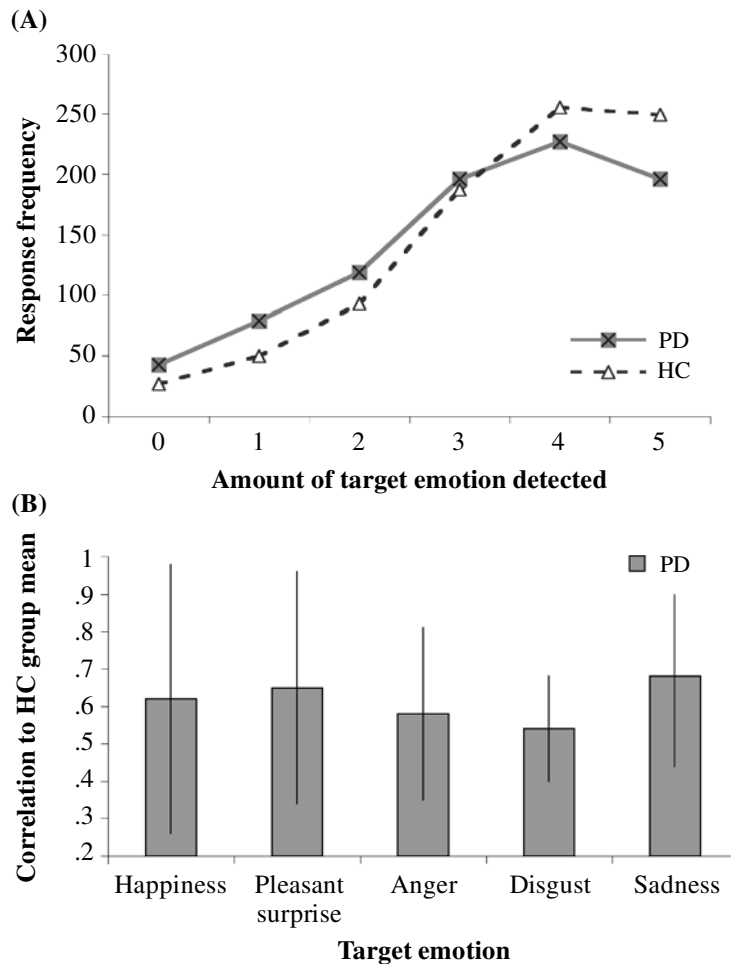 (A)
300
250
200
150
100
50
0
Response frequency
PD
HC
0 1 2 3 4 5
Amount of target emotion detected
(B)
1
.9
.8
.7
.6
.5
.4
.3
.2
Correlation to HC group mean
PD
Happiness Pleasant Anger Disgust Sadness
surprise
Target emotion